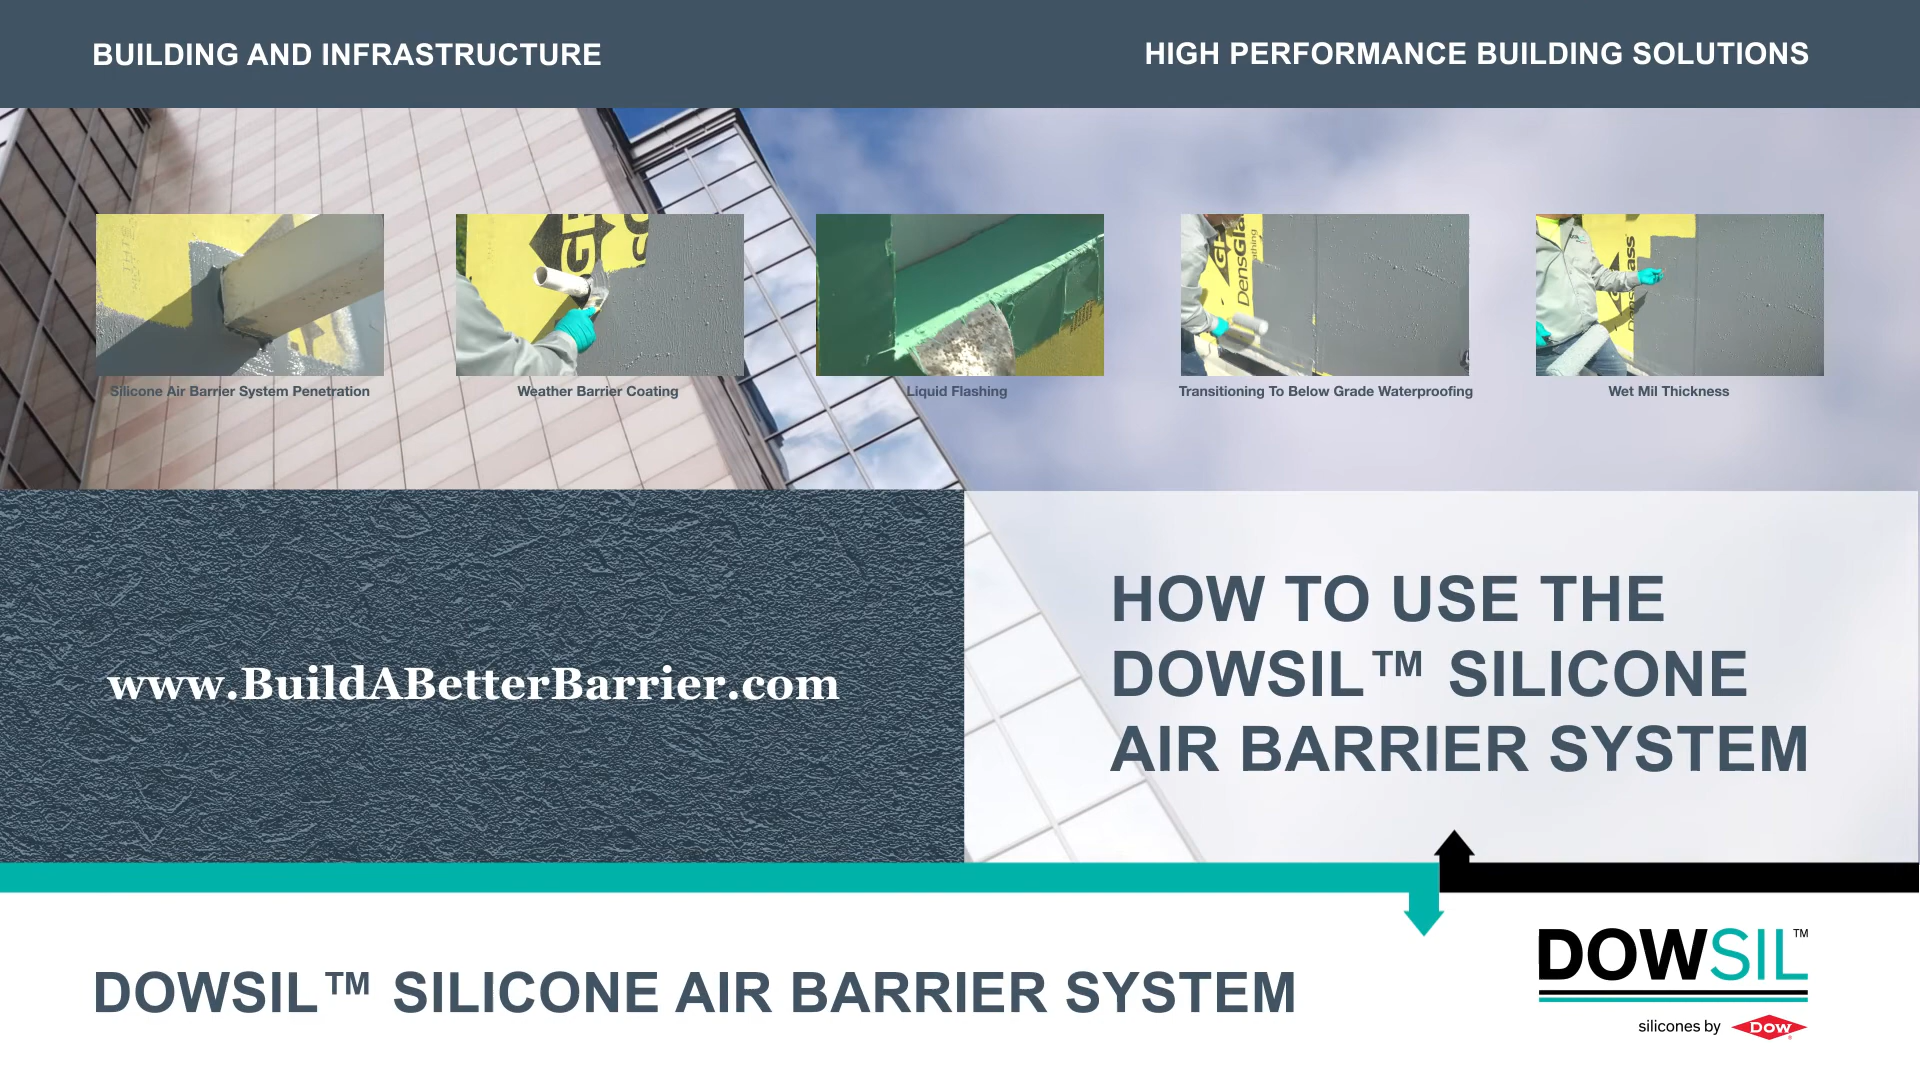 BUILDING AND INFRASTRUCTURE
HIGH PERFORMANCE BUILDING SOLUTIONS
Silicone Air Barrier System Penetration
Weather Barrier Coating
Liquid Flashing
Transitioning To Below Grade Waterproofing
Wet Mil Thickness
www.BuildABetterBarrier.com
HOW TO USE THE
DOWSIL™ SILICONE
AIR BARRIER SYSTEM
DOWSIL™ SILICONE AIR BARRIER SYSTEM
DOWSIL™
silicones by Dow®